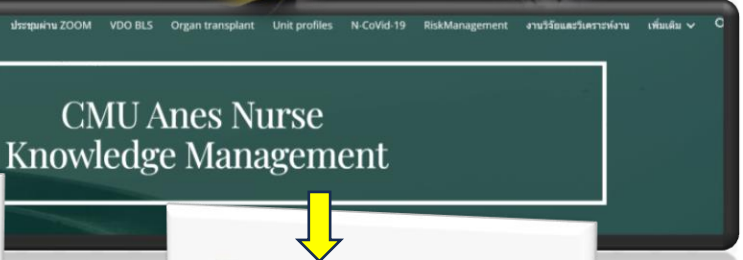 ประชุมผ่าน ZOOM VDO BLS Organ transplant Unit profiles N-CoVid-19 RiskManagement งานวิจัยและวิเคราะห์งาน เพิ่มเติม
CMU Anes Nurse
Knowledge Management